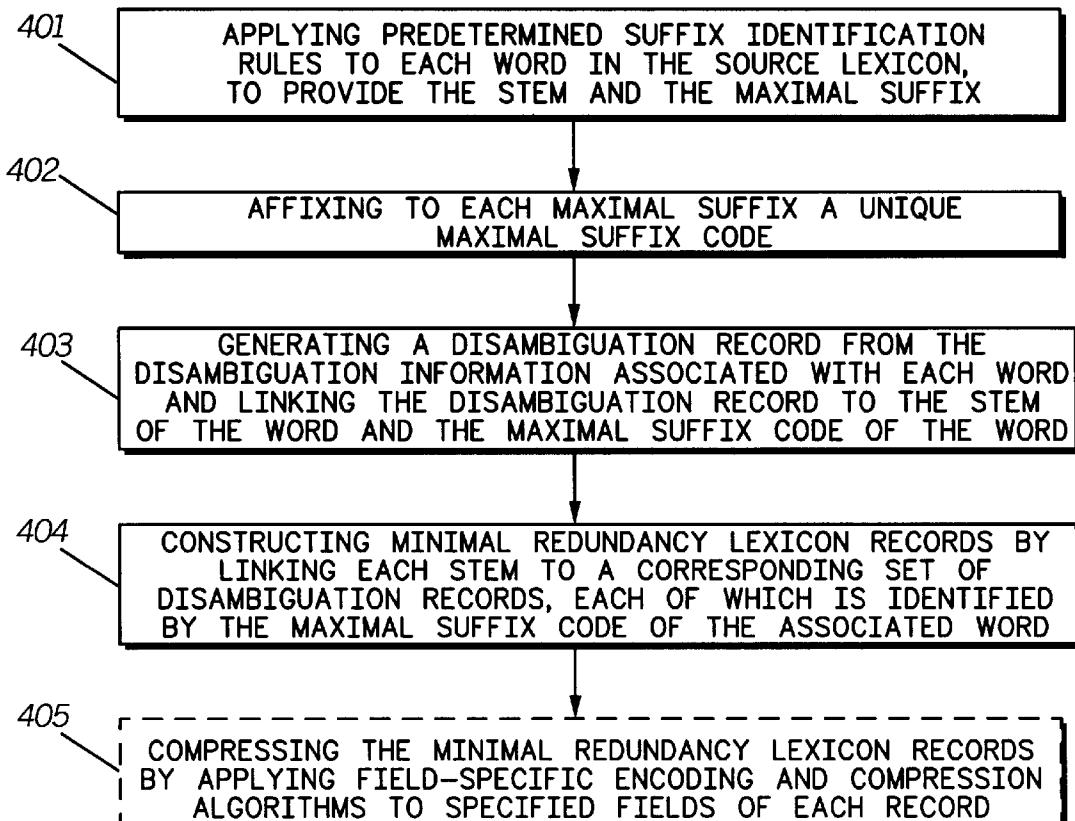 401
APPLYING PREDETERMINED SUFFIX IDENTIFICATION
RULES TO EACH WORD IN THE SOURCE LEXICON,
TO PROVIDE THE STEM AND THE MAXIMAL SUFFIX
402
AFFIXING TO EACH MAXIMAL SUFFIX A UNIQUE
MAXIMAL SUFFIX CODE
403
GENERATING A DISAMBIGUATION RECORD FROM THE
DISAMBIGUATION INFORMATION ASSOCIATED WITH EACH WORD
AND LINKING THE DISAMBIGUATION RECORD TO THE STEM
OF THE WORD AND THE MAXIMAL SUFFIX CODE OF THE WORD
404
CONSTRUCTING MINIMAL REDUNDANCY LEXICON RECORDS BY
LINKING EACH STEM TO A CORRESPONDING SET OF
DISAMBIGUATION RECORDS, EACH OF WHICH IS IDENTIFIED
BY THE MAXIMAL SUFFIX CODE OF THE ASSOCIATED WORD
405
COMPRESSING THE MINIMAL REDUNDANCY LEXICON RECORDS
BY APPLYING FIELD-SPECIFIC ENCODING AND COMPRESSION
ALGORITHMS TO SPECIFIED FIELDS OF EACH RECORD